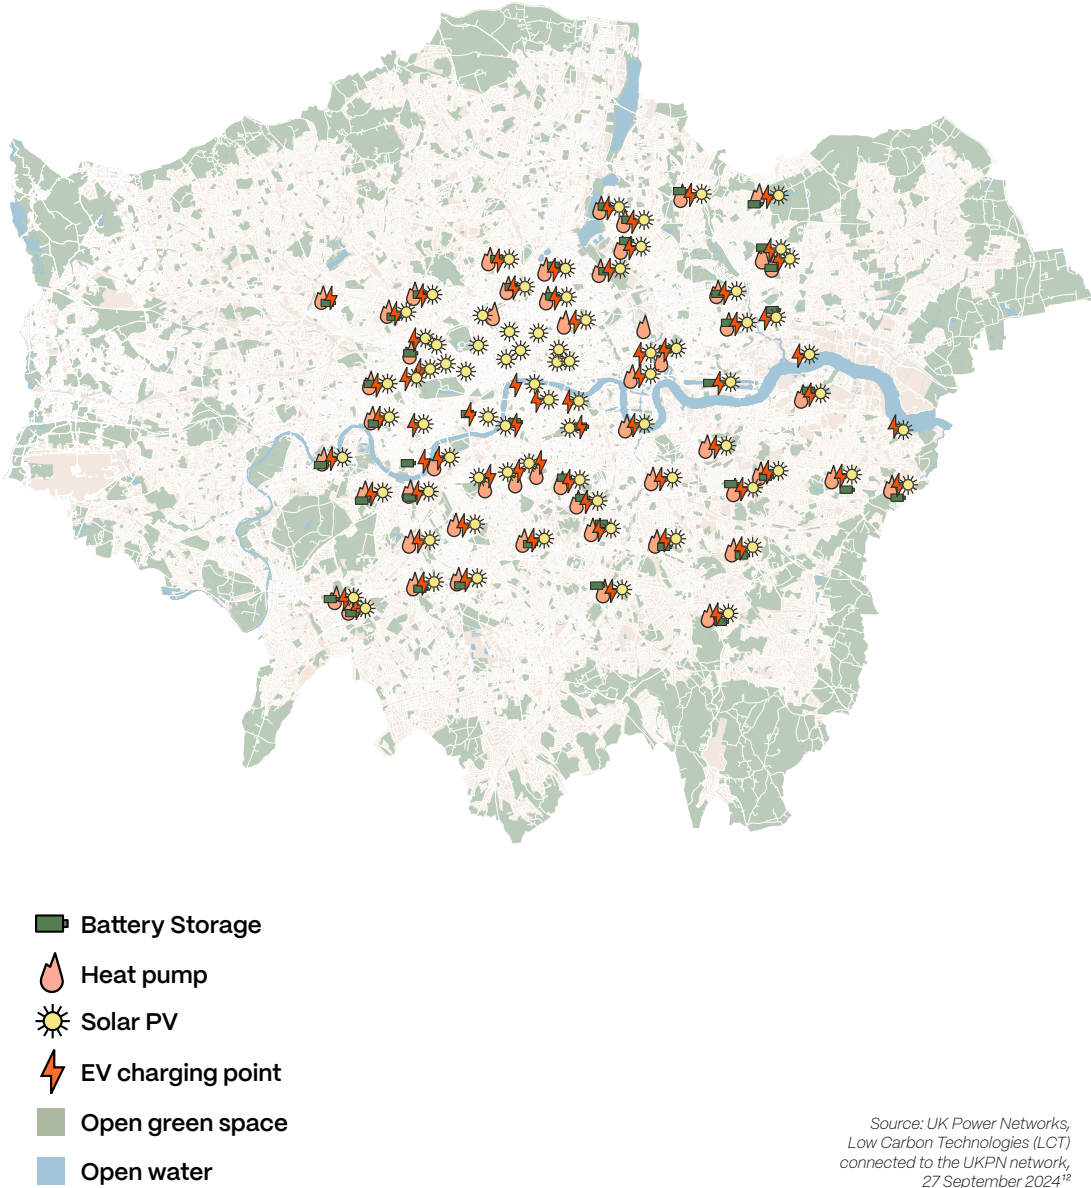 Battery Storage
Heat pump
Solar PV
EV charging point
Open green space
Open water
Source: UK Power Networks,
Low Carbon Technologies (LCT)
connected to the UKPN network,
27 September 2024¹²